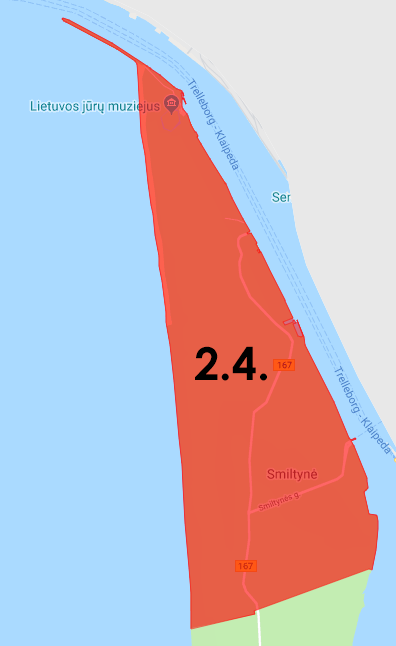 Lietuvos jūrų muziejus
Trelleborg - Klaipeda
Ser
2.4.
167
Trelleborg - Klaipeda
Smiltynė
Smiltynės g.
167